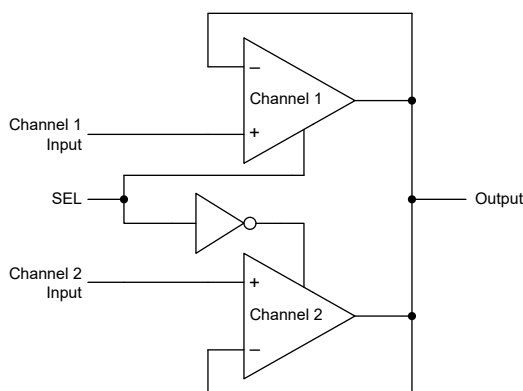 −
Channel 1
Channel 1
Input
+
SEL
Output
Channel 2
Input
+
Channel 2
−